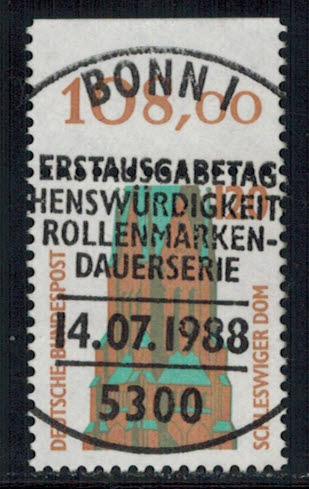 108,00
BONN 1
ERSTAUSGABETAG
HENSWÜRDIGKEIT
120
ROLLENMARKEN-
DAUERSERIE
14.07.1988
5300
DEUTSCHE BUNDESPOST
SCHLESWIGER DOM